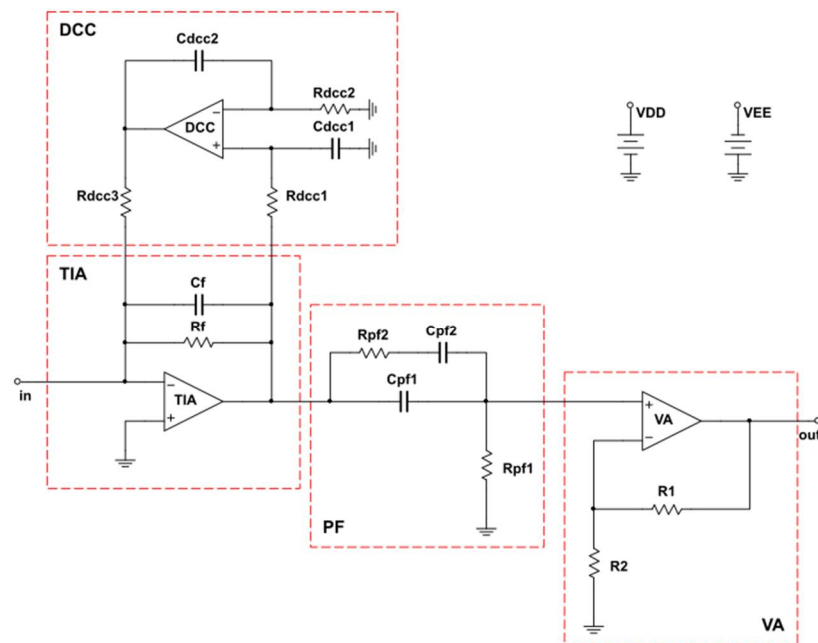 DCC
Cdcc2
Rdcc2
−
DCC
Cdcc1
+
VDD
VEE
Rdcc3
Rdcc1
TIA
Cf
Rf
Rpf2
Cpf2
−
TIA
+
in
Cpf1
+
VA
−
out
Rpf1
R1
PF
R2
VA